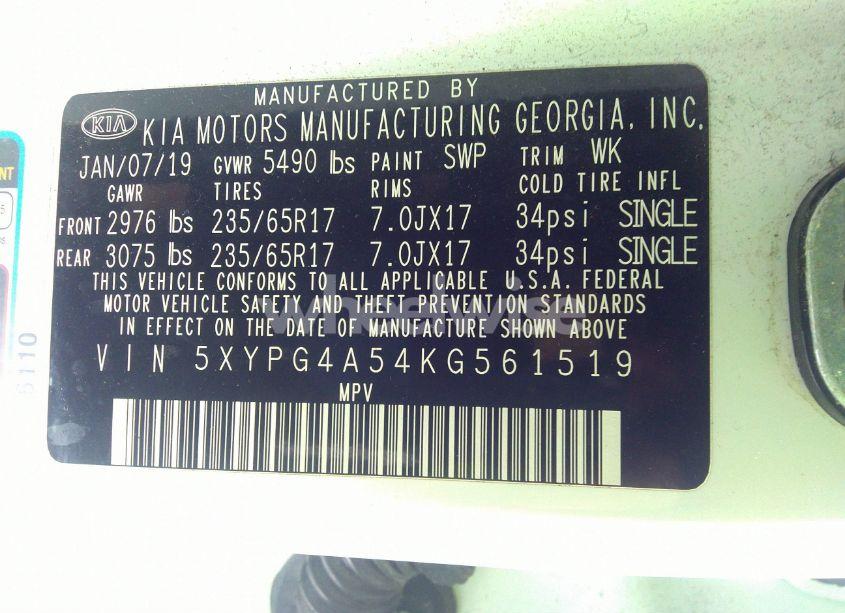 MANUFACTURED BY
KIA KIA MOTORS MANUFACTURING GEORGIA, INC.
JAN/07/19 GVWR 5490 lbs PAINT SWP TRIM WK
GAWR TIRES RIMS COLD TIRE INFL
FRONT 2976 lbs 235/65R17 7.0JX17 34psi SINGLE
REAR 3075 lbs 235/65R17 7.0JX17 34psi SINGLE
THIS VEHICLE CONFORMS TO ALL APPLICABLE U.S.A. FEDERAL
MOTOR VEHICLE SAFETY AND THEFT PREVENTION STANDARDS
IN EFFECT ON THE DATE OF MANUFACTURE SHOWN ABOVE
VIN 5XYPG4A54KG561519
MPV
wheelwise